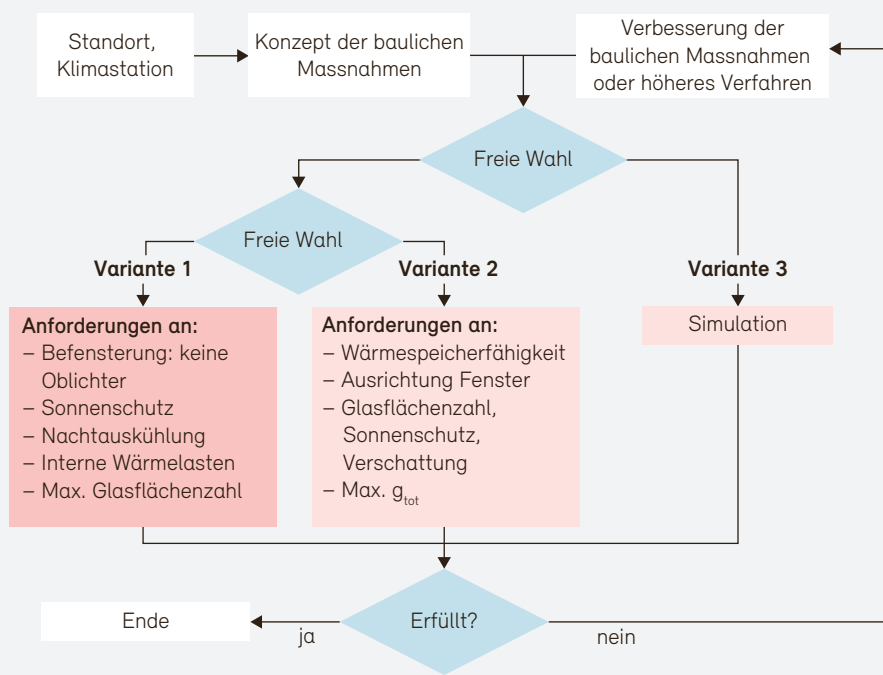 Standort,
Klimastation
Konzept der baulichen
Massnahmen
Verbesserung der
baulichen Massnahmen
oder höheres Verfahren
Freie Wahl
Freie Wahl
Variante 1
Variante 2
Variante 3
Anforderungen an:
– Befensterung: keine
Oblichter
– Sonnenschutz
– Nachtauskühlung
– Interne Wärmelasten
– Max. Glasflächenzahl
Anforderungen an:
– Wärmespeicherfähigkeit
– Ausrichtung Fenster
– Glasflächenzahl,
Sonnenschutz,
Verschattung
– Max. g_tot
Simulation
Ende
ja
Erfüllt?
nein